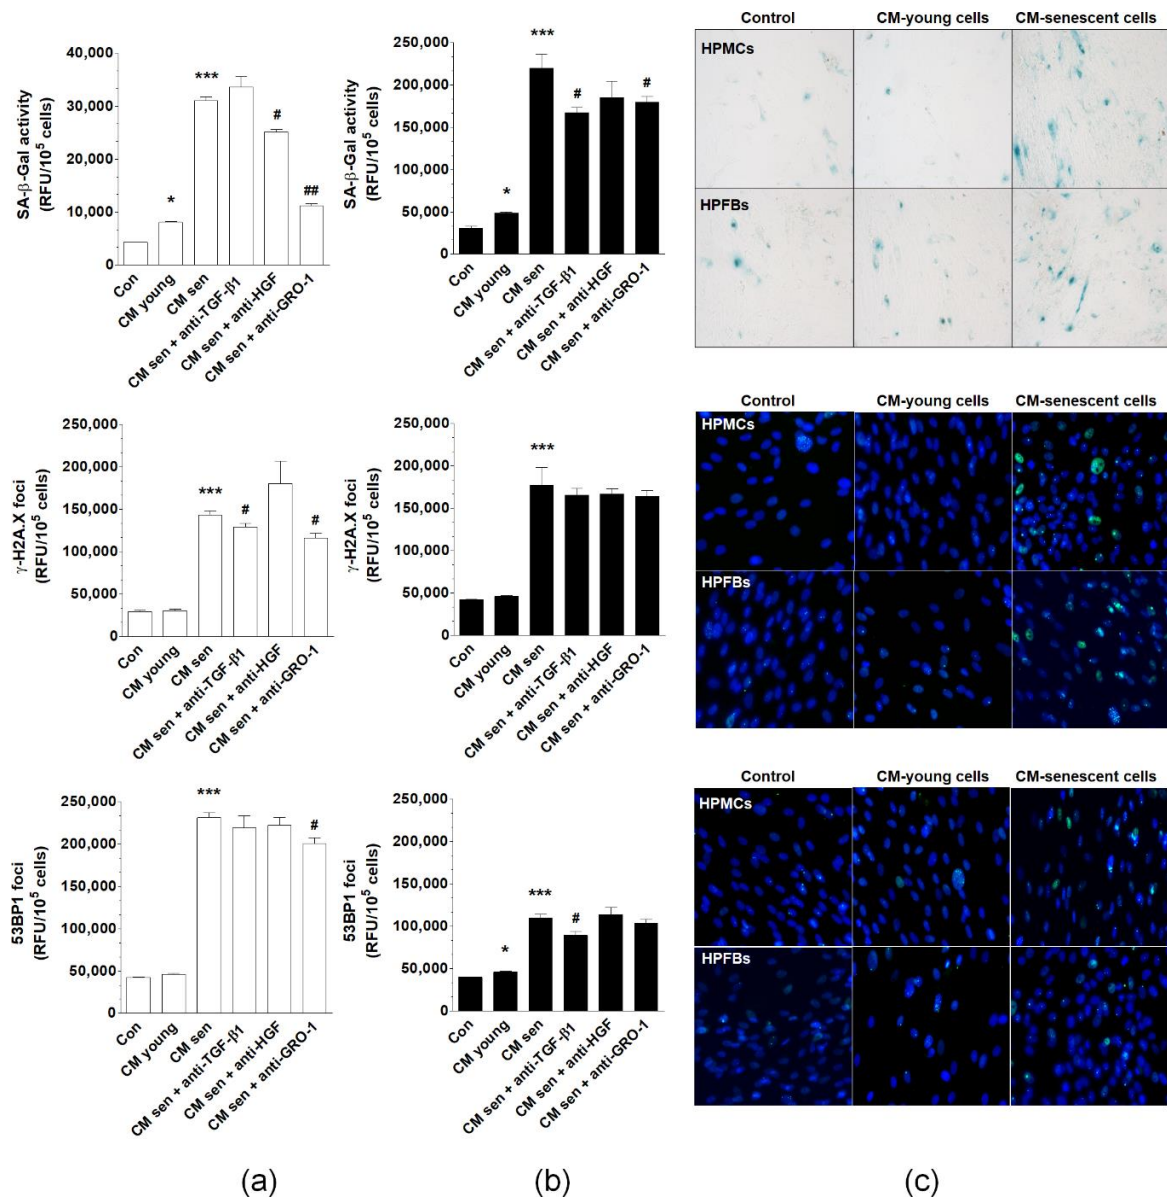 SA-β-Gal activity
(RFU/10⁵ cells)
40,000
30,000
20,000
10,000
0
***
#
##
*
Con
CM young
CM sen
CM sen + anti-TGF-β1
CM sen + anti-HGF
CM sen + anti-GRO-1
SA-β-Gal activity
(RFU/10⁵ cells)
250,000
200,000
150,000
100,000
50,000
0
***
#
#
*
Con
CM young
CM sen
CM sen + anti-TGF-β1
CM sen + anti-HGF
CM sen + anti-GRO-1
Control
CM-young cells
CM-senescent cells
HPMCs
HPFBs
γ-H2A.X foci
(RFU/10⁵ cells)
250,000
200,000
150,000
100,000
50,000
0
***
#
#
Con
CM young
CM sen
CM sen + anti-TGF-β1
CM sen + anti-HGF
CM sen + anti-GRO-1
γ-H2A.X foci
(RFU/10⁵ cells)
250,000
200,000
150,000
100,000
50,000
0
***
Con
CM young
CM sen
CM sen + anti-TGF-β1
CM sen + anti-HGF
CM sen + anti-GRO-1
Control
CM-young cells
CM-senescent cells
HPMCs
HPFBs
53BP1 foci
(RFU/10⁵ cells)
250,000
200,000
150,000
100,000
50,000
0
***
#
Con
CM young
CM sen
CM sen + anti-TGF-β1
CM sen + anti-HGF
CM sen + anti-GRO-1
53BP1 foci
(RFU/10⁵ cells)
250,000
200,000
150,000
100,000
50,000
0
***
#
*
Con
CM young
CM sen
CM sen + anti-TGF-β1
CM sen + anti-HGF
CM sen + anti-GRO-1
Control
CM-young cells
CM-senescent cells
HPMCs
HPFBs
(a)
(b)
(c)